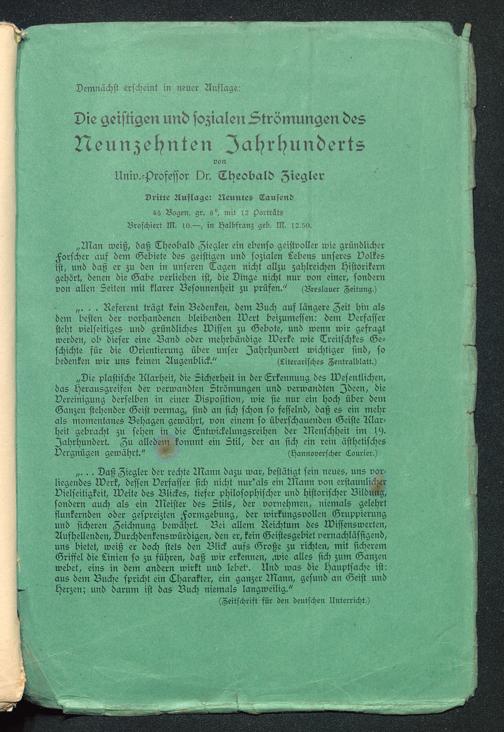 Demnächst erscheint in neuer Auflage:
Die geistigen und sozialen Strömungen des
Neunzehnten Jahrhunderts
von
Univ.-Professor Dr. Theobald Ziegler
Dritte Auflage: Neuntes Tausend
45 Bogen, gr. 8°, mit 12 Porträts
Broschiert M. 10.—, in Halbfranz geb. M. 12.50.
„Man weiß, daß Theobald Ziegler ein ebenso geistvoller wie gründlicher
Forscher auf dem Gebiete des geistigen und sozialen Lebens unseres Volkes
ist, und daß er zu den in unseren Tagen nicht allzu zahlreichen Historikern
gehört, denen die Gabe verliehen ist, die Dinge nicht nur von einer, sondern
von allen Seiten mit klarer Besonnenheit zu prüfen.“ (Breslauer Zeitung.)
„. . . Referent trägt kein Bedenken, dem Buch auf längere Zeit hin als
dem besten der vorhandenen bleibenden Wert beizumessen: dem Verfasser
steht vielseitiges und gründliches Wissen zu Gebote, und wenn wir gefragt
werden, ob dieser eine Band oder mehrbändige Werke wie Treitschkes Ge-
schichte für die Orientierung über unser Jahrhundert wichtiger sind, so
bedenken wir uns keinen Augenblick.“ (Literarisches Zentralblatt.)
„Die plastische Klarheit, die Sicherheit in der Erkennung des Wesentlichen,
das Herausgreifen der verwandten Strömungen und verwandten Ideen, die
Vereinigung derselben in einer Disposition, wie sie nur ein hoch über dem
Ganzen stehender Geist vermag, sind an sich schon so fesselnd, daß es ein mehr
als momentanes Behagen gewährt, von einem so überschauenden Geiste Klar-
heit gebracht zu sehen in die Entwickelungsreihen der Menschheit im 19.
Jahrhundert. Zu alledem kommt ein Stil, der an sich ein rein ästhetisches
Vergnügen gewährt.“ (Hannoverscher Courier.)
„. . . Daß Ziegler der rechte Mann dazu war, bestätigt sein neues, uns vor-
liegendes Werk, dessen Verfasser sich nicht nur als ein Mann von erstaunlicher
Vielseitigkeit, Weite des Blickes, tiefer philosophischer und historischer Bildung,
sondern auch als ein Meister des Stils, der vornehmen, niemals gelehrt
flunkernden oder gespreizten Formgebung, der wirkungsvollen Gruppierung
und sicheren Zeichnung bewährt. Bei allem Reichtum des Wissenswerten,
Aufhellenden, Durchdenkenswürdigen, den er, kein Geistesgebiet vernachlässigend,
uns bietet, weiß er doch stets den Blick aufs Große zu richten, mit sicherem
Griffel die Linien so zu führen, daß wir erkennen, ‚wie alles sich zum Ganzen
webet, eins in dem andern wirkt und lebet‘. Und was die Hauptsache ist:
aus dem Buche spricht ein Charakter, ein ganzer Mann, gesund an Geist und
Herzen; und darum ist das Buch niemals langweilig.“
(Zeitschrift für den deutschen Unterricht.)